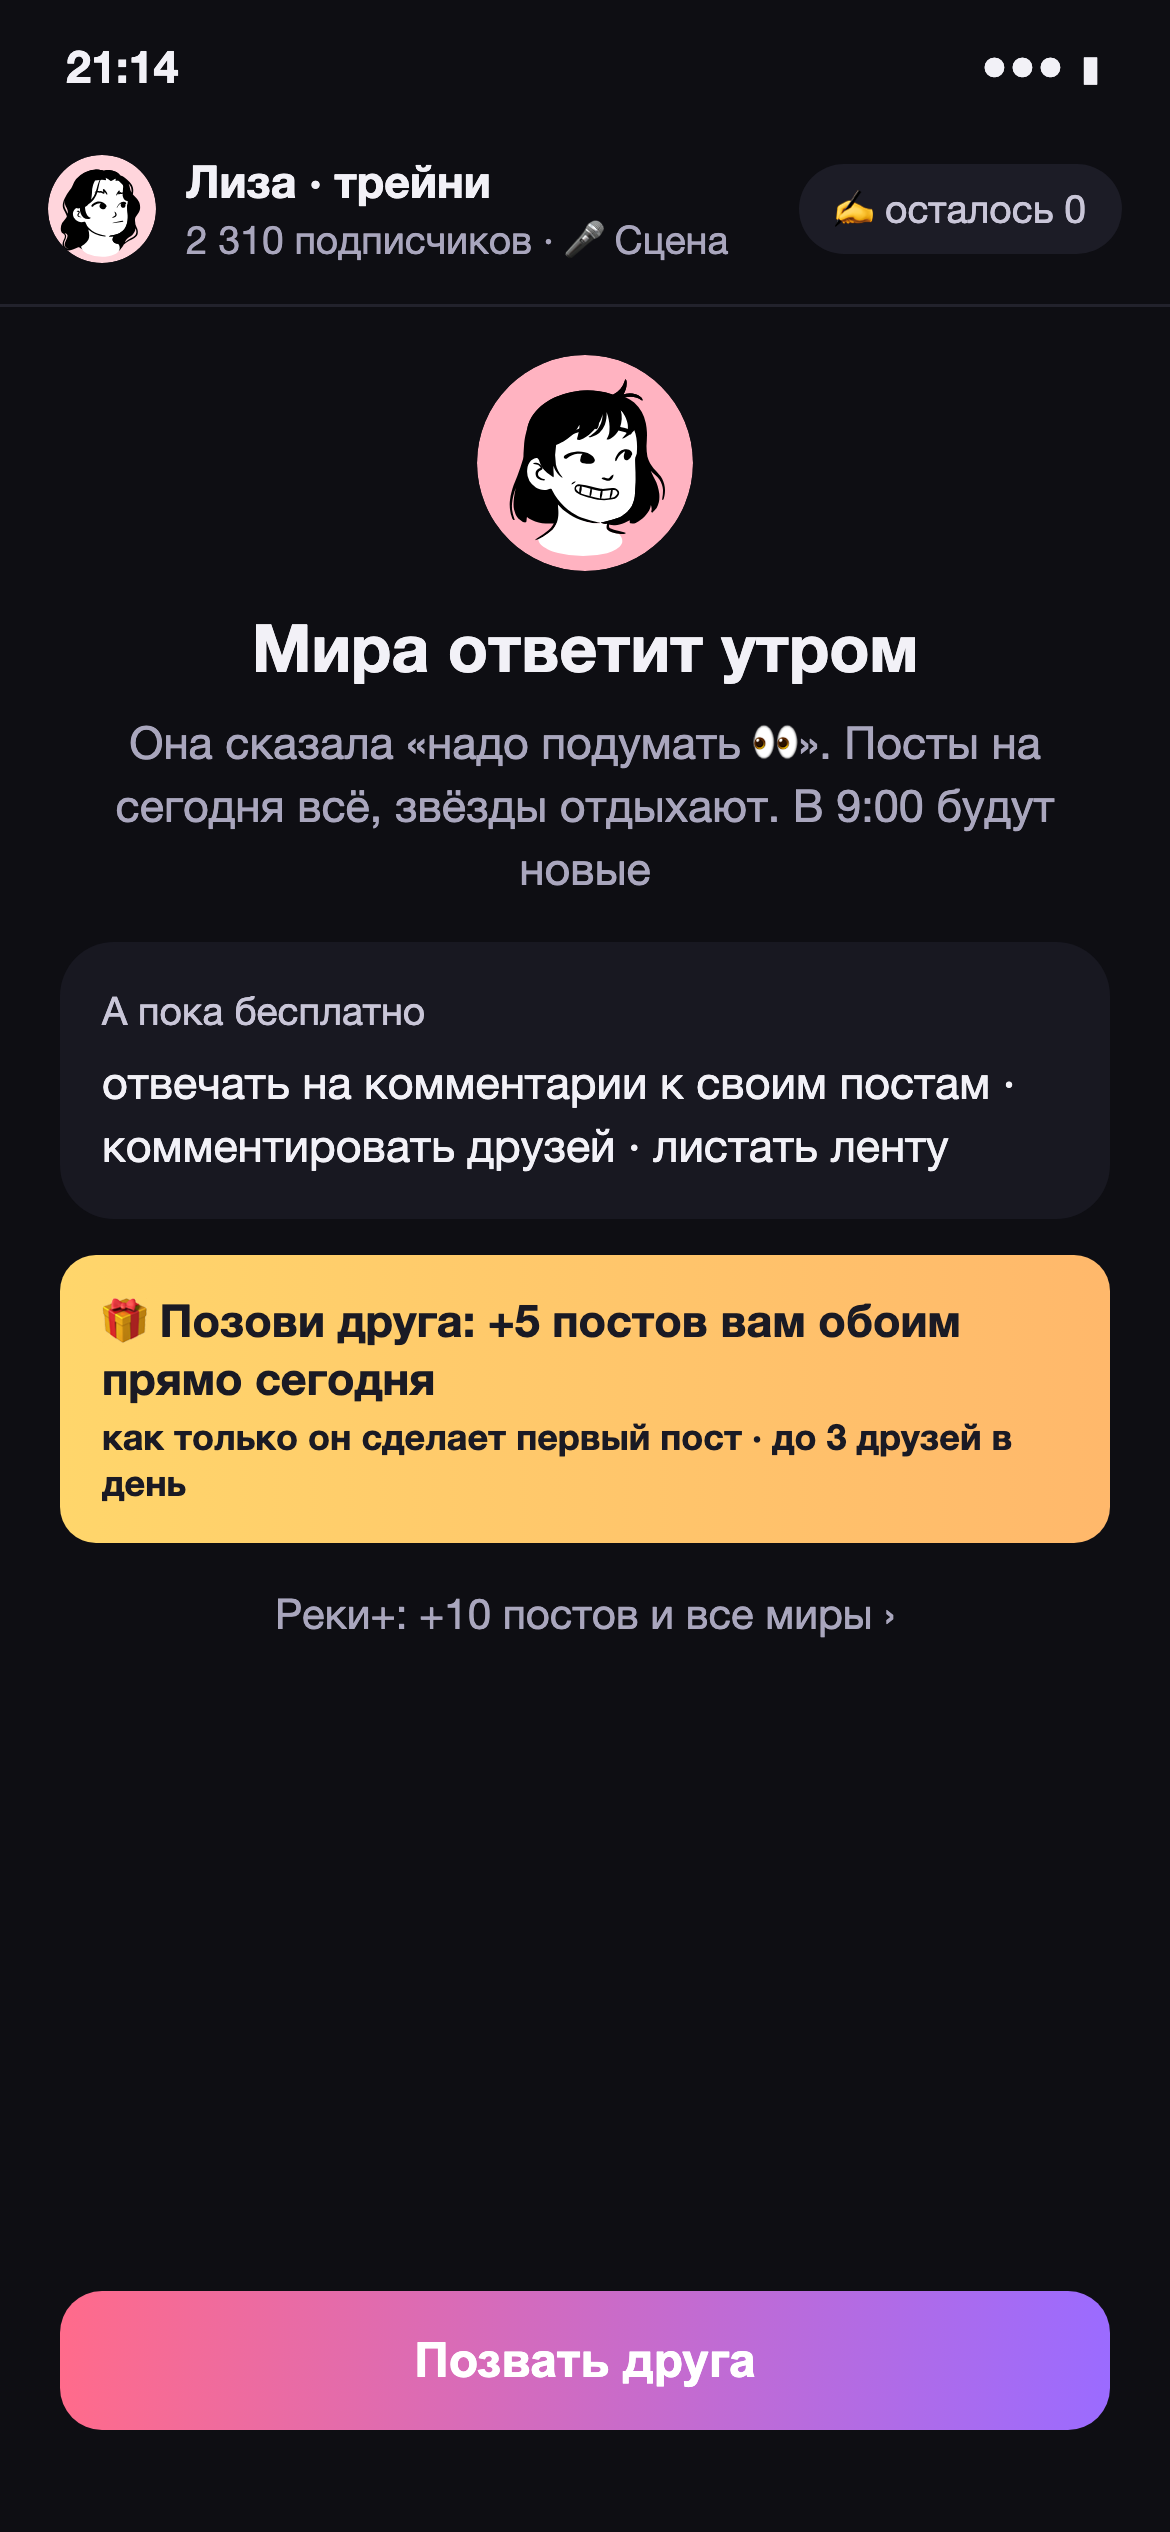 21:14
Лиза · трейни
2 310 подписчиков · 🎤 Сцена
✍️ осталось 0
Мира ответит утром
Она сказала «надо подумать 👀». Посты на
сегодня всё, звёзды отдыхают. В 9:00 будут
новые
А пока бесплатно
отвечать на комментарии к своим постам ·
комментировать друзей · листать ленту
🎁 Позови друга: +5 постов вам обоим
прямо сегодня
как только он сделает первый пост · до 3 друзей в
день
Реки+: +10 постов и все миры ›
Позвать друга